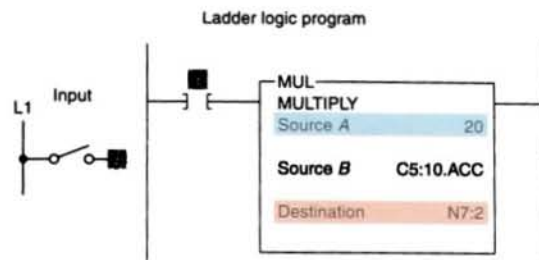 Ladder logic program
L1
Input
MUL
MULTIPLY
Source A 20
Source B C5:10.ACC
Destination N7:2